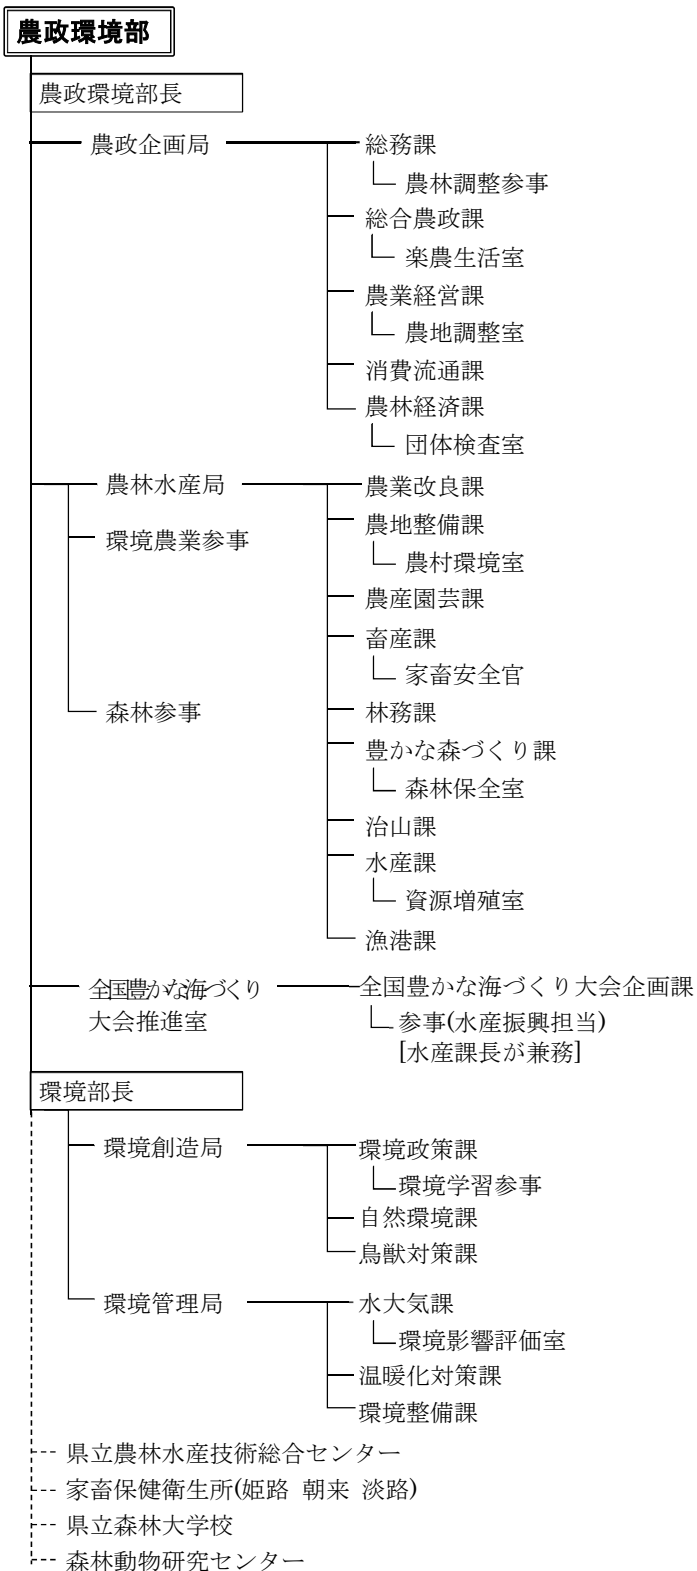 農政環境部
農政環境部長
農政企画局 総務課
農林調整参事
総合農政課
楽農生活室
農業経営課
農地調整室
消費流通課
農林経済課
団体検査室
農林水産局 農業改良課
農地整備課
環境農業参事
農村環境室
農産園芸課
畜産課
家畜安全官
森林参事 林務課
豊かな森づくり課
森林保全室
治山課
水産課
資源増殖室
漁港課
全国豊かな海づくり 全国豊かな海づくり大会企画課
大会推進室 参事(水産振興担当)
[水産課長が兼務]
環境部長
環境創造局 環境政策課
環境学習参事
自然環境課
鳥獣対策課
環境管理局 水大気課
環境影響評価室
温暖化対策課
環境整備課
県立農林水産技術総合センター
家畜保健衛生所(姫路 朝来 淡路)
県立森林大学校
森林動物研究センター